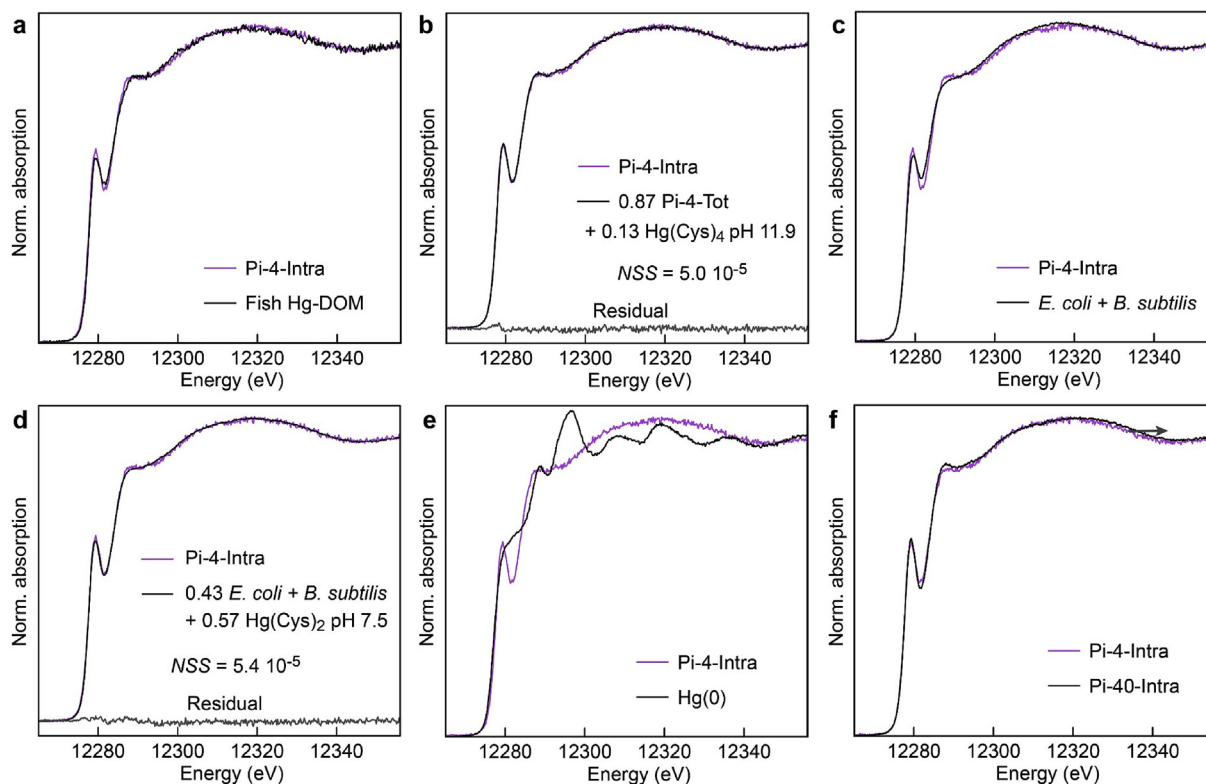 a
Norm. absorption
Pi-4-Intra
Fish Hg-DOM
12280 12300 12320 12340
Energy (eV)
b
Norm. absorption
Pi-4-Intra
0.87 Pi-4-Tot
+ 0.13 Hg(Cys)4 pH 11.9
NSS = 5.0 10-5
Residual
12280 12300 12320 12340
Energy (eV)
c
Norm. absorption
Pi-4-Intra
E. coli + B. subtilis
12280 12300 12320 12340
Energy (eV)
d
Norm. absorption
Pi-4-Intra
0.43 E. coli + B. subtilis
+ 0.57 Hg(Cys)2 pH 7.5
NSS = 5.4 10-5
Residual
12280 12300 12320 12340
Energy (eV)
e
Norm. absorption
Pi-4-Intra
Hg(0)
12280 12300 12320 12340
Energy (eV)
f
Norm. absorption
Pi-4-Intra
Pi-40-Intra
12280 12300 12320 12340
Energy (eV)